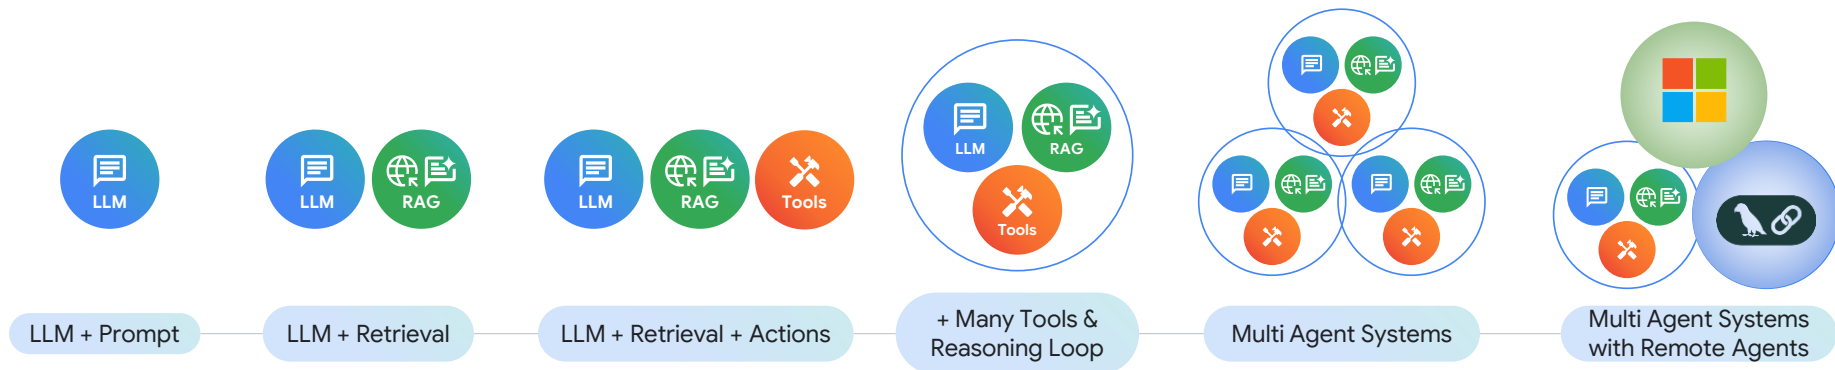 LLM
LLM
RAG
LLM
RAG
Tools
LLM
RAG
Tools
LLM + Prompt
LLM + Retrieval
LLM + Retrieval + Actions
+ Many Tools &
Reasoning Loop
Multi Agent Systems
Multi Agent Systems
with Remote Agents